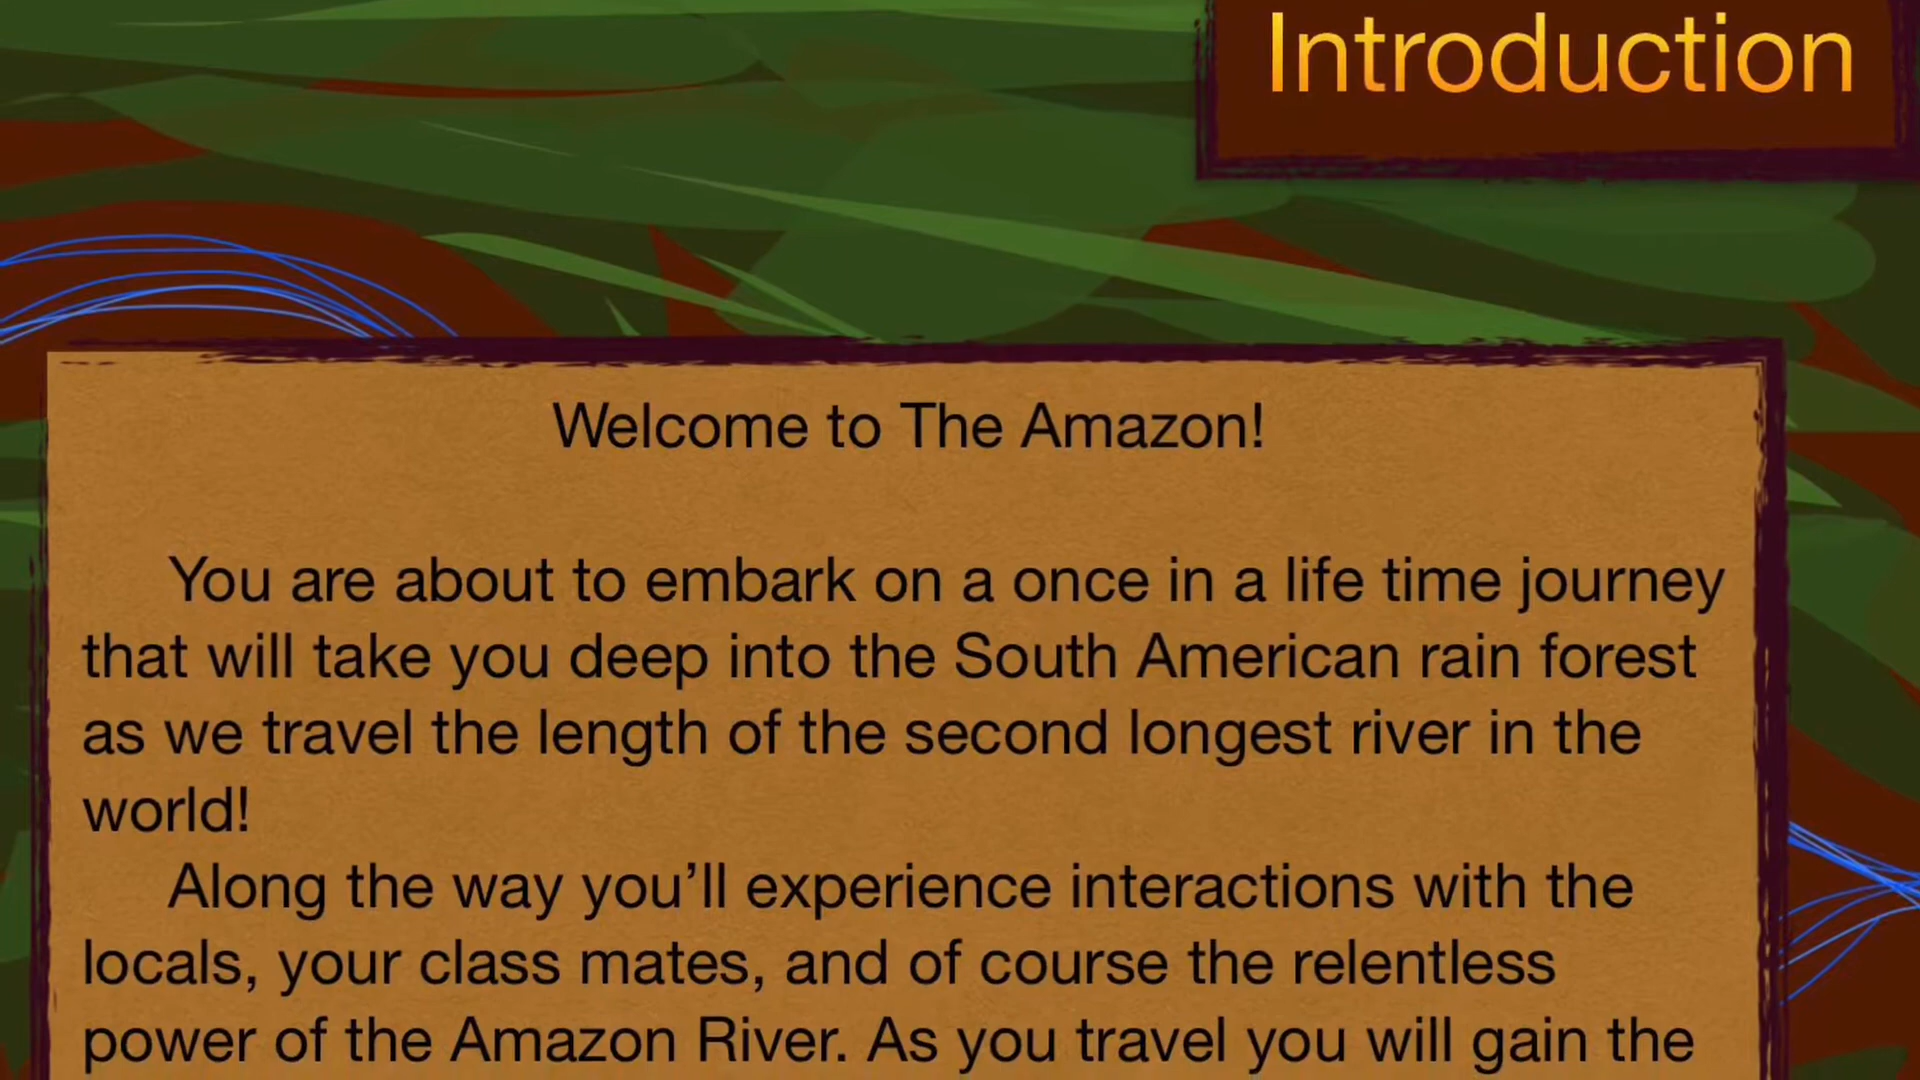 Introduction
Welcome to The Amazon!
You are about to embark on a once in a life time journey
that will take you deep into the South American rain forest
as we travel the length of the second longest river in the
world!
Along the way you’ll experience interactions with the
locals, your class mates, and of course the relentless
power of the Amazon River. As you travel you will gain the